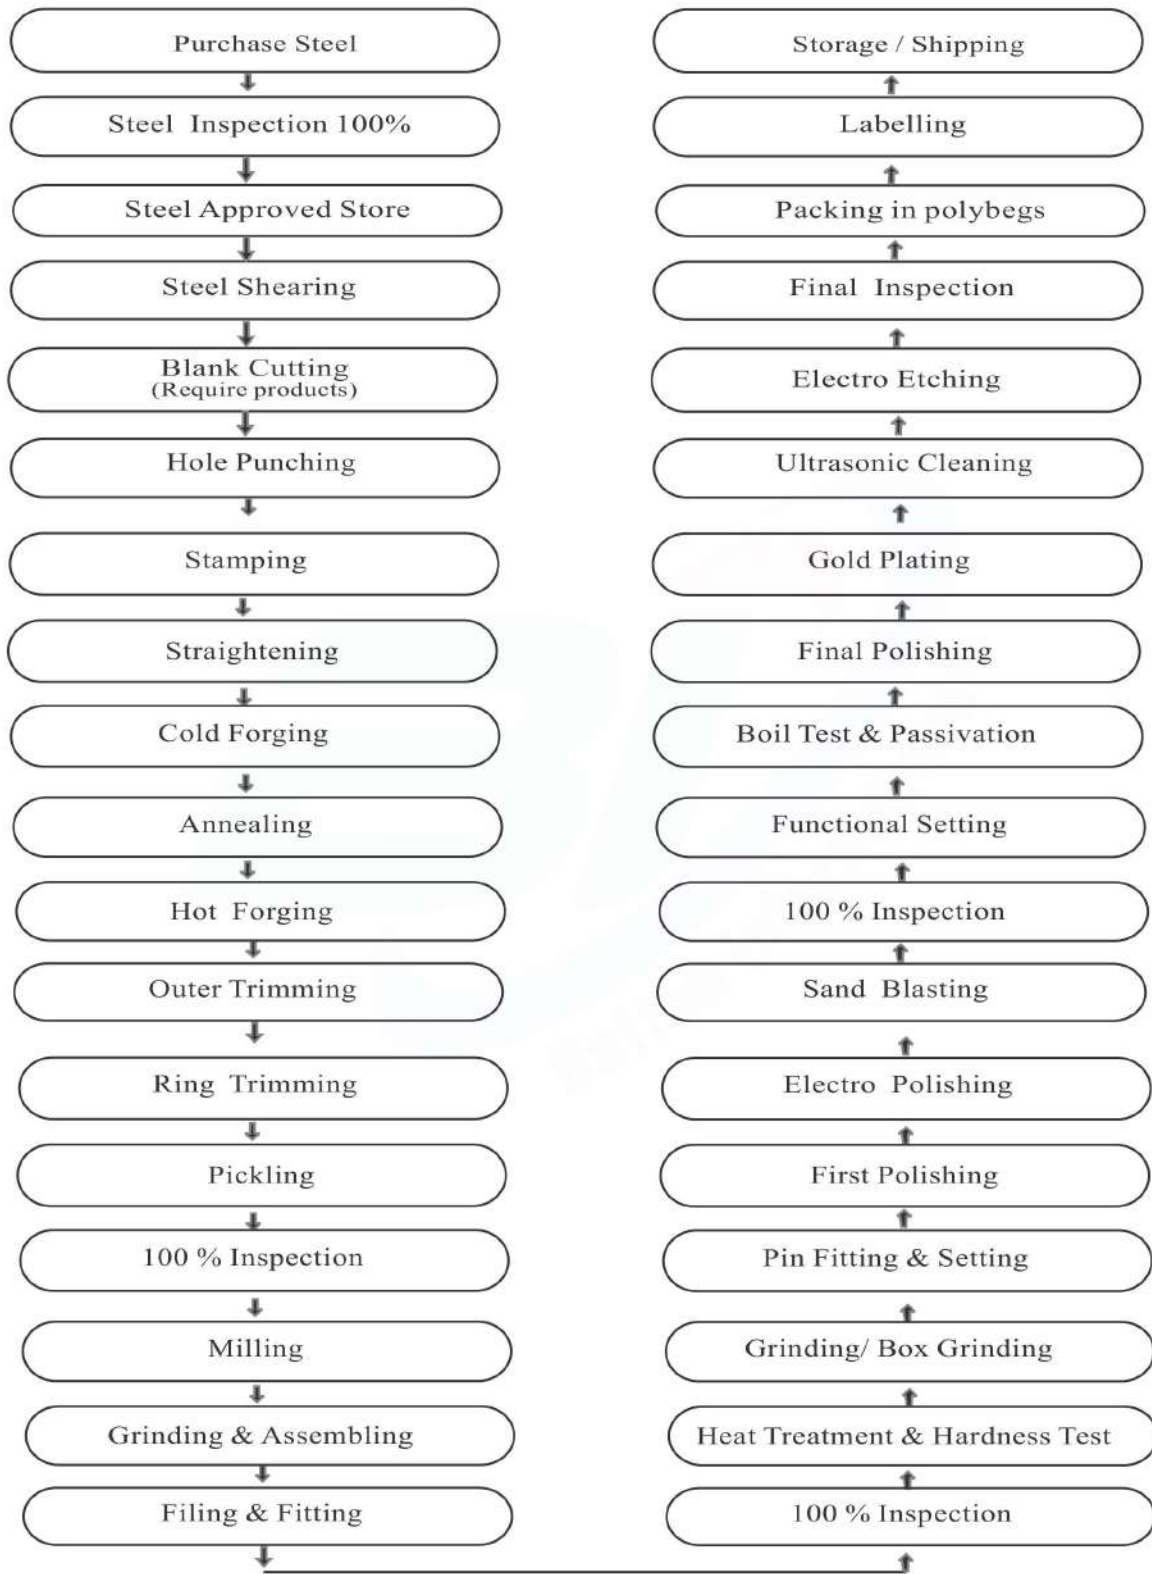 Purchase Steel
Steel Inspection 100%
Steel Approved Store
Steel Shearing
Blank Cutting
(Require products)
Hole Punching
Stamping
Straightening
Cold Forging
Annealing
Hot Forging
Outer Trimming
Ring Trimming
Pickling
100 % Inspection
Milling
Grinding & Assembling
Filing & Fitting
100 % Inspection
Heat Treatment & Hardness Test
Grinding/ Box Grinding
Pin Fitting & Setting
First Polishing
Electro Polishing
Sand Blasting
100 % Inspection
Functional Setting
Boil Test & Passivation
Final Polishing
Gold Plating
Ultrasonic Cleaning
Electro Etching
Final Inspection
Packing in polybegs
Labelling
Storage / Shipping